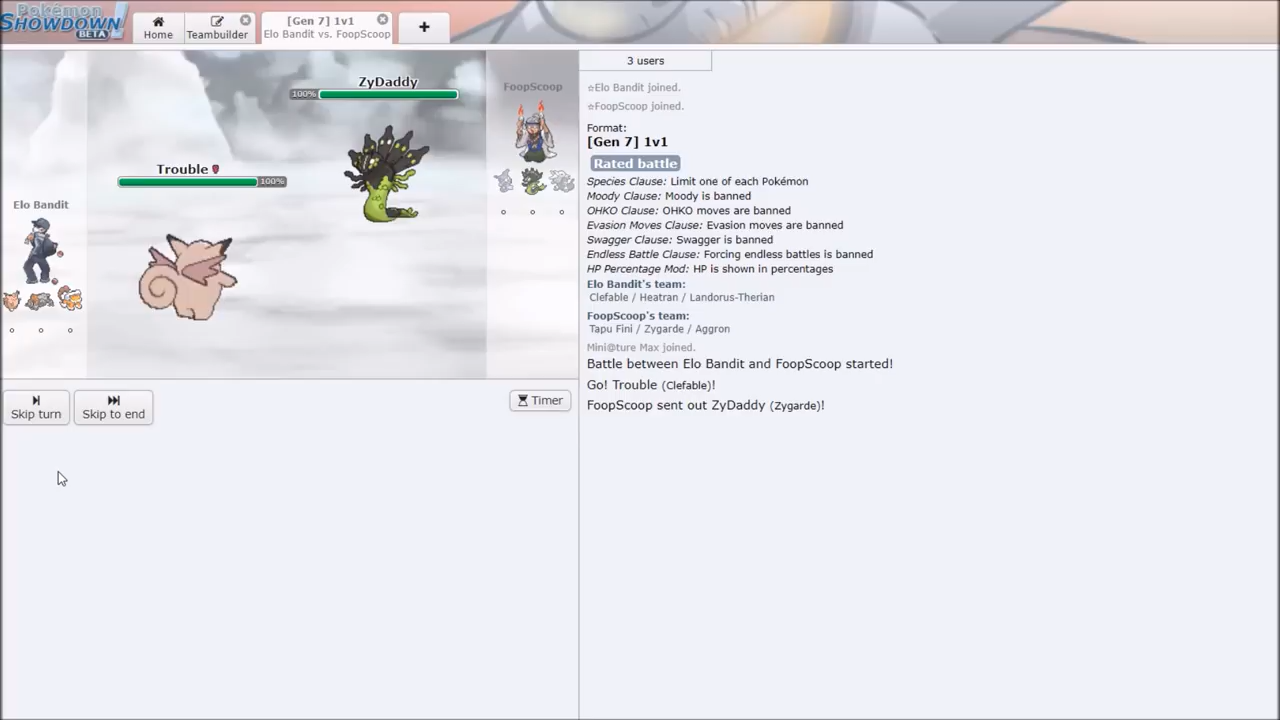 Pokémon
SHOWDOWN!
BETA
Home
Teambuilder
[Gen 7] 1v1
Elo Bandit vs. FoopScoop
+
3 users
☆Elo Bandit joined.
☆FoopScoop joined.
Format:
[Gen 7] 1v1
Rated battle
Species Clause: Limit one of each Pokémon
Moody Clause: Moody is banned
OHKO Clause: OHKO moves are banned
Evasion Moves Clause: Evasion moves are banned
Swagger Clause: Swagger is banned
Endless Battle Clause: Forcing endless battles is banned
HP Percentage Mod: HP is shown in percentages
Elo Bandit's team:
Clefable / Heatran / Landorus-Therian
FoopScoop's team:
Tapu Fini / Zygarde / Aggron
Mini@ture Max joined.
Battle between Elo Bandit and FoopScoop started!
Go! Trouble (Clefable)!
FoopScoop sent out ZyDaddy (Zygarde)!
ZyDaddy
100%
FoopScoop
Trouble
100%
Elo Bandit
Skip turn
Skip to end
Timer